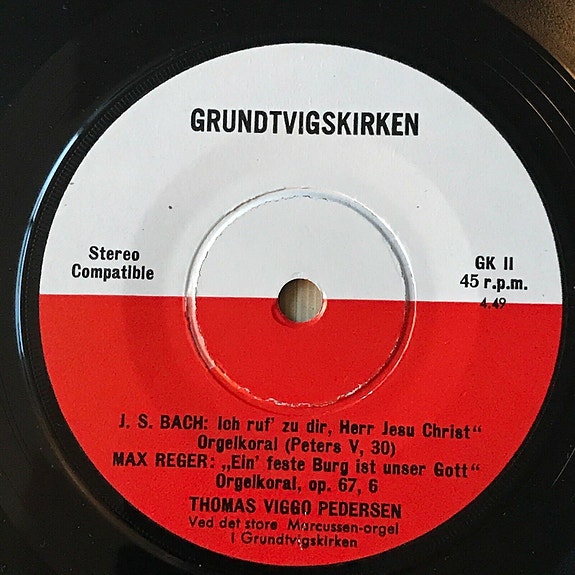 GRUNDTVIGSKIRKEN
Stereo
Compatible
GK II
45 r.p.m.
4.49
J. S. BACH: Ich ruf' zu dir, Herr Jesu Christ“
Orgelkoral (Peters V, 30)
MAX REGER: „Ein' feste Burg ist unser Gott“
Orgelkoral, op. 67, 6
THOMAS VIGGO PEDERSEN
Ved det store Marcussen-orgel
i Grundtvigskirken